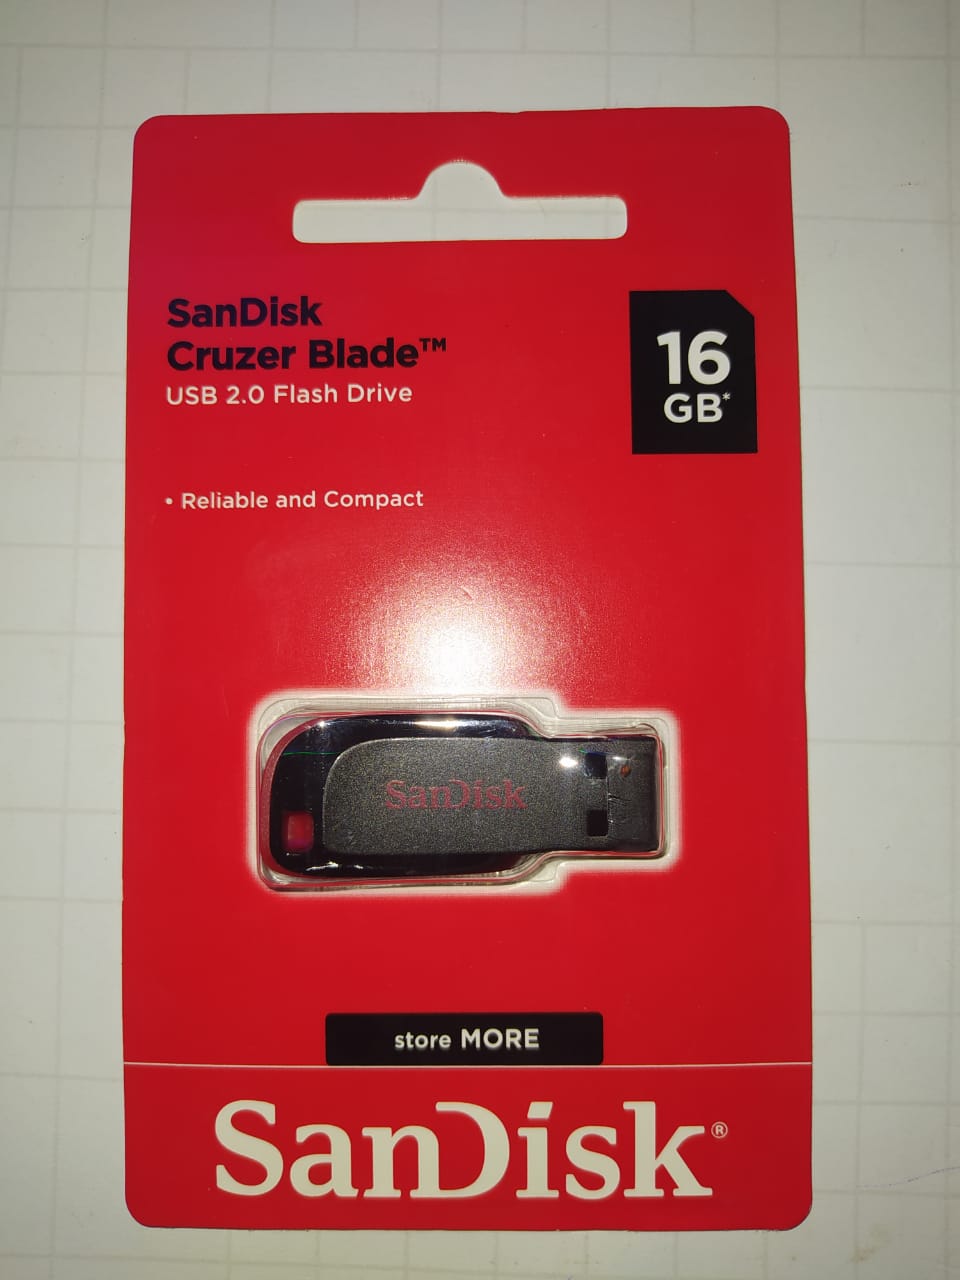 SanDisk
Cruzer Blade™
USB 2.0 Flash Drive
16
GB*
• Reliable and Compact
SanDisk
store MORE
SanDisk®